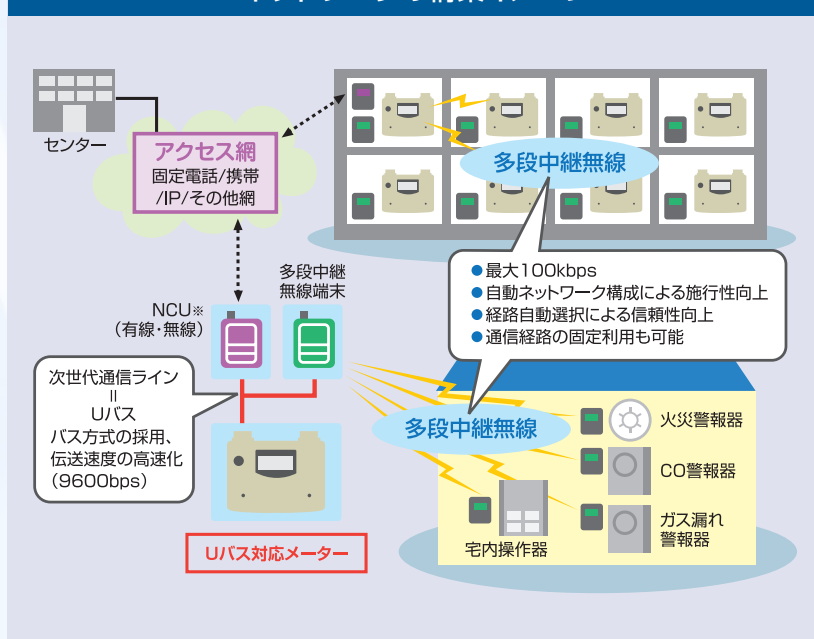 センター
アクセス網
固定電話/携帯
/IP/その他網
多段中継無線
●最大100kbps
●自動ネットワーク構成による施行性向上
●経路自動選択による信頼性向上
●通信経路の固定利用も可能
多段中継
無線端末
NCU※
(有線・無線)
次世代通信ライン
॥
Uバス
バス方式の採用、
伝送速度の高速化
(9600bps)
Uバス対応メーター
多段中継無線
火災警報器
CO警報器
ガス漏れ
警報器
宅内操作器